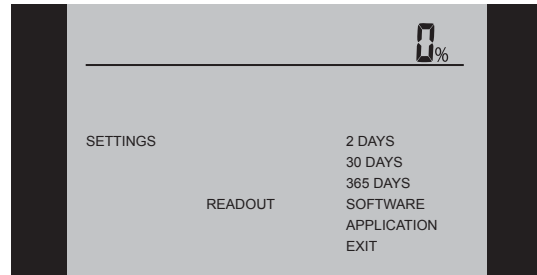 0%
SETTINGS 2 DAYS
30 DAYS
365 DAYS
READOUT SOFTWARE
APPLICATION
EXIT